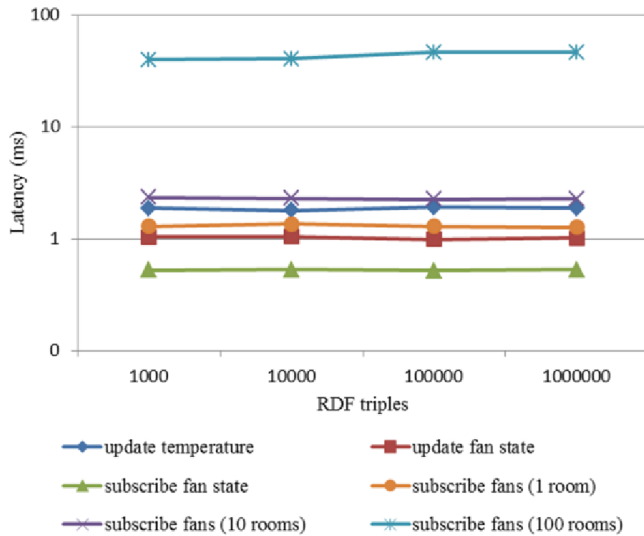 100
10
1
0
Latency (ms)
1000 10000 100000 1000000
RDF triples
update temperature update fan state
subscribe fan state subscribe fans (1 room)
subscribe fans (10 rooms) subscribe fans (100 rooms)